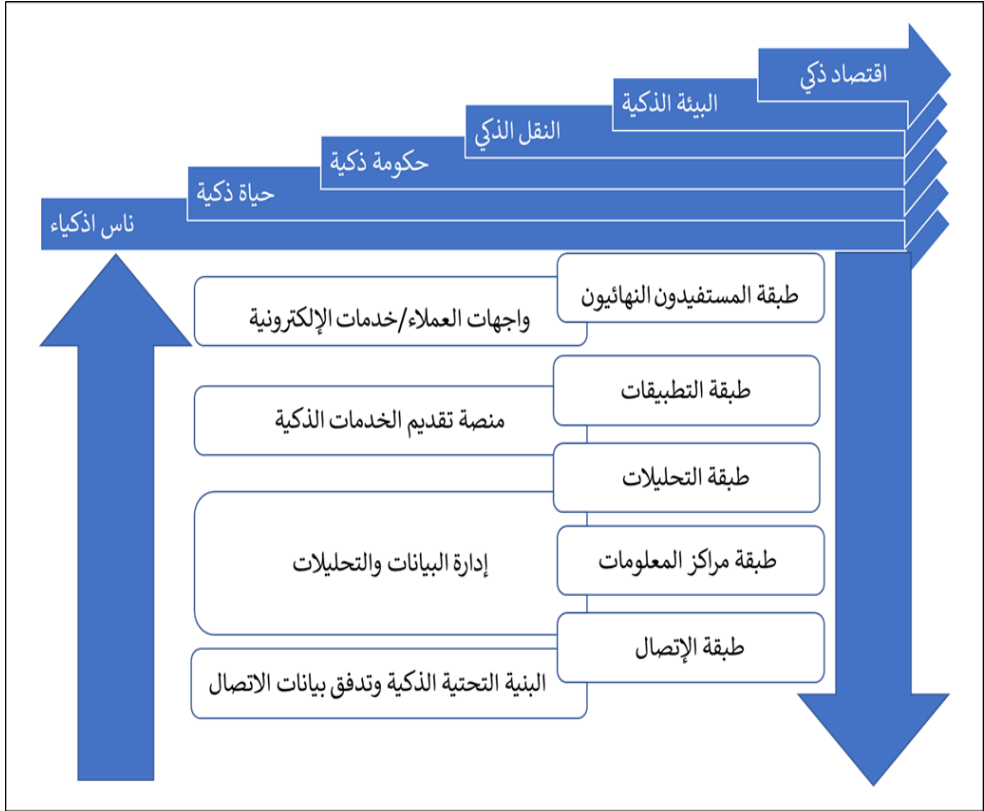 اقتصاد ذكي
البيئة الذكية
النقل الذكي
حكومة ذكية
حياة ذكية
ناس اذكياء
طبقة المستفيدون النهائيون
واجهات العملاء/خدمات الإلكترونية
طبقة التطبيقات
منصة تقديم الخدمات الذكية
طبقة التحليلات
طبقة مراكز المعلومات
إدارة البيانات والتحليلات
طبقة الإتصال
البنية التحتية الذكية وتدفق بيانات الاتصال